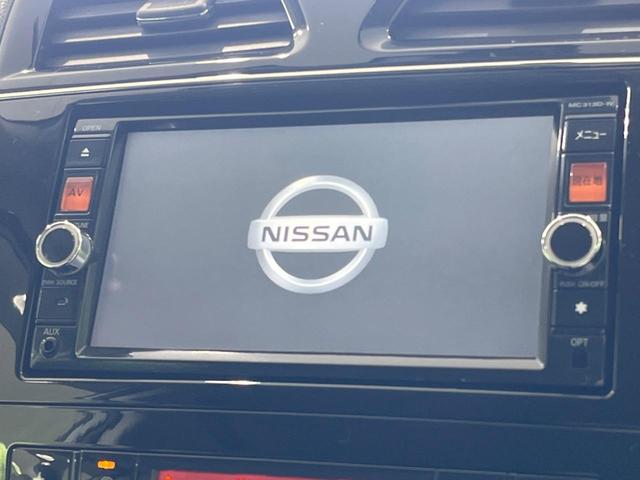 MC313D-W
OPEN
メニュー
AV
現在地
NISSAN
PUSH SOURCE
PUSH ON/OFF
AUX
OPT